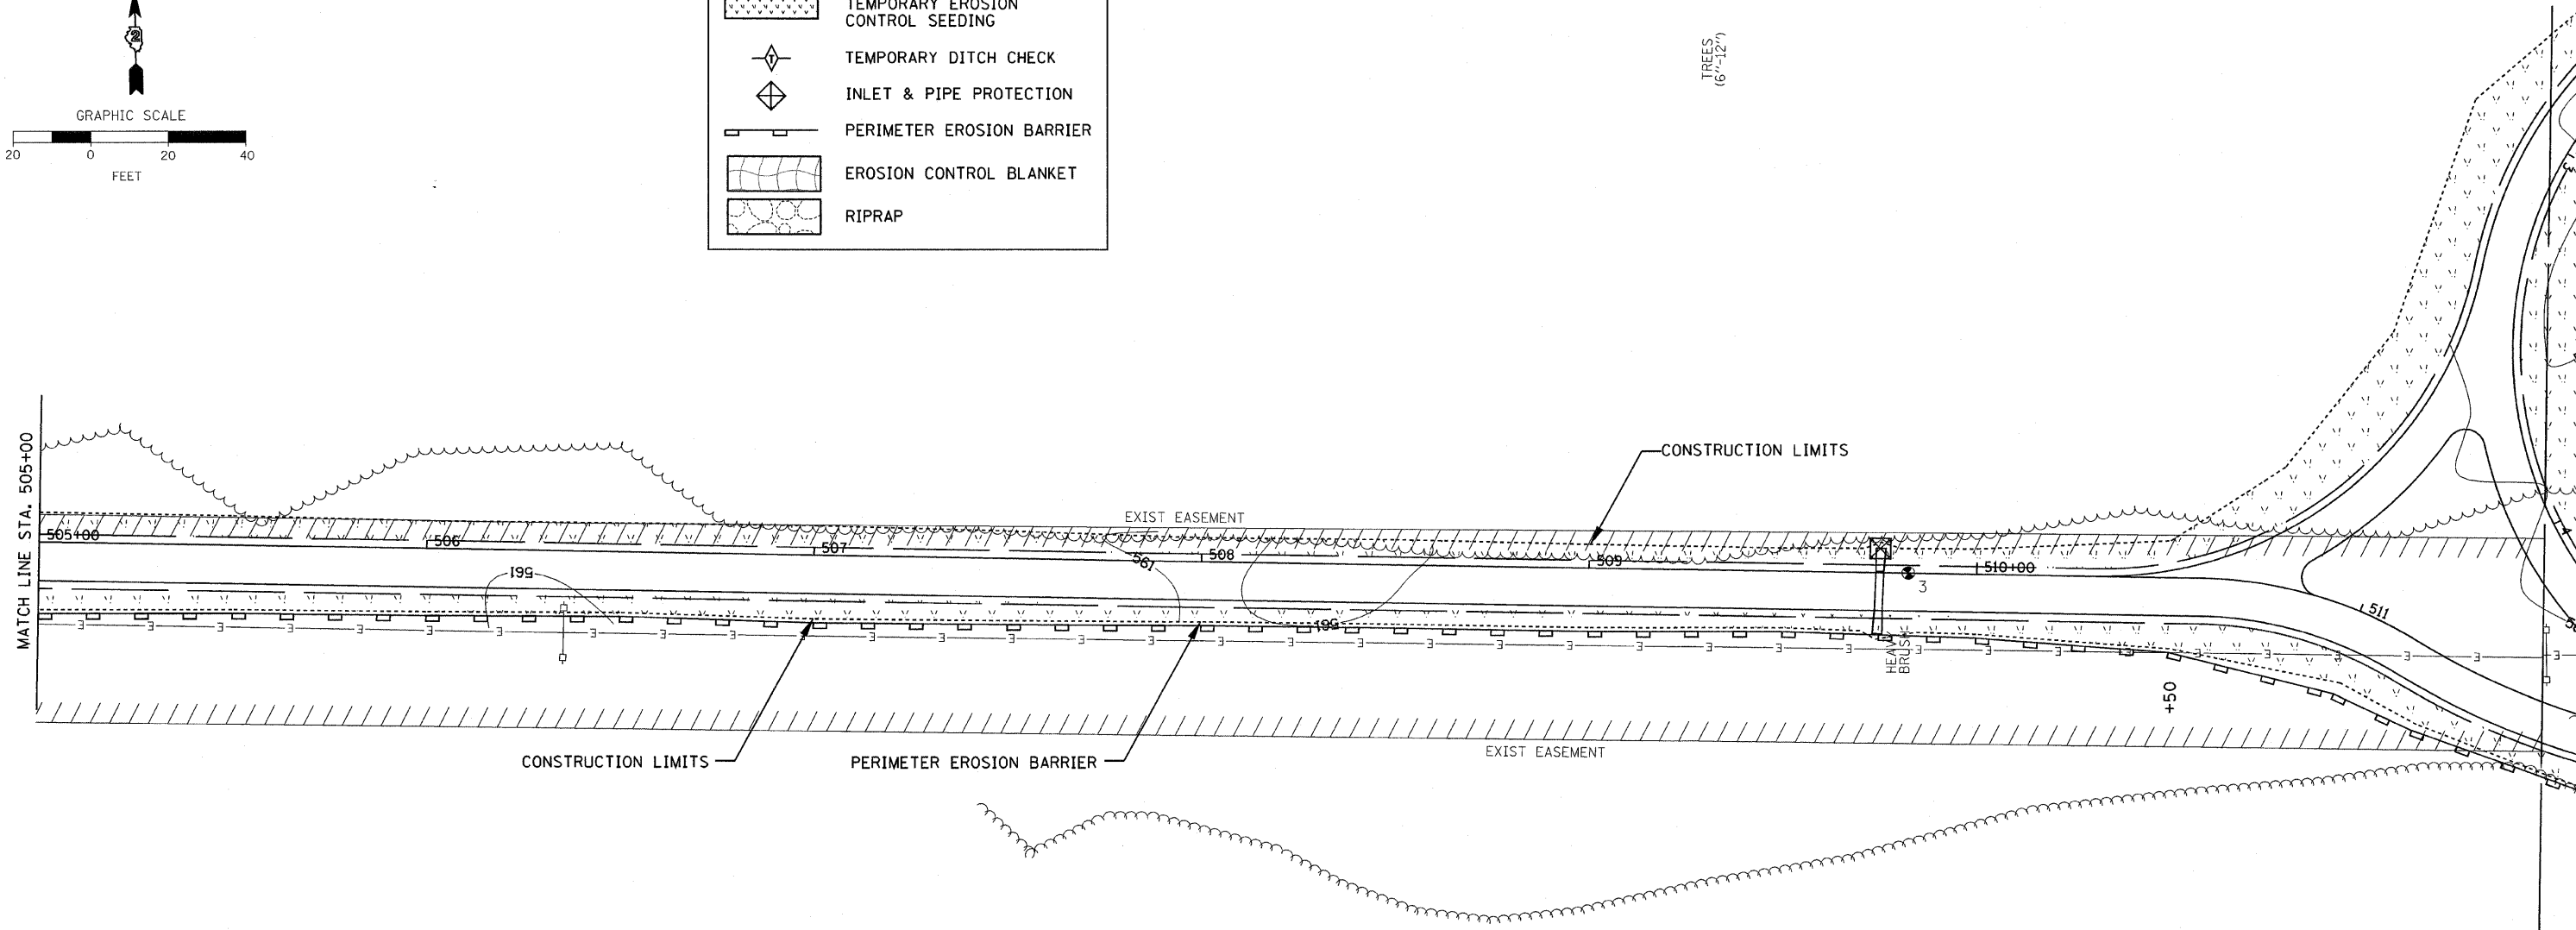 TEMPORARY EROSION
CONTROL SEEDING
T
TEMPORARY DITCH CHECK
INLET & PIPE PROTECTION
PERIMETER EROSION BARRIER
EROSION CONTROL BLANKET
RIPRAP
2
GRAPHIC SCALE
20 0 20 40
FEET
TREES
(6"-12")
MATCH LINE STA. 505+00
CONSTRUCTION LIMITS
EXIST EASEMENT
505+00
506
507
508
509
510+00
511
561
561
561
3
E E E E E E E E E E
HEAVY
BRUSH
+50
CONSTRUCTION LIMITS
PERIMETER EROSION BARRIER
EXIST EASEMENT